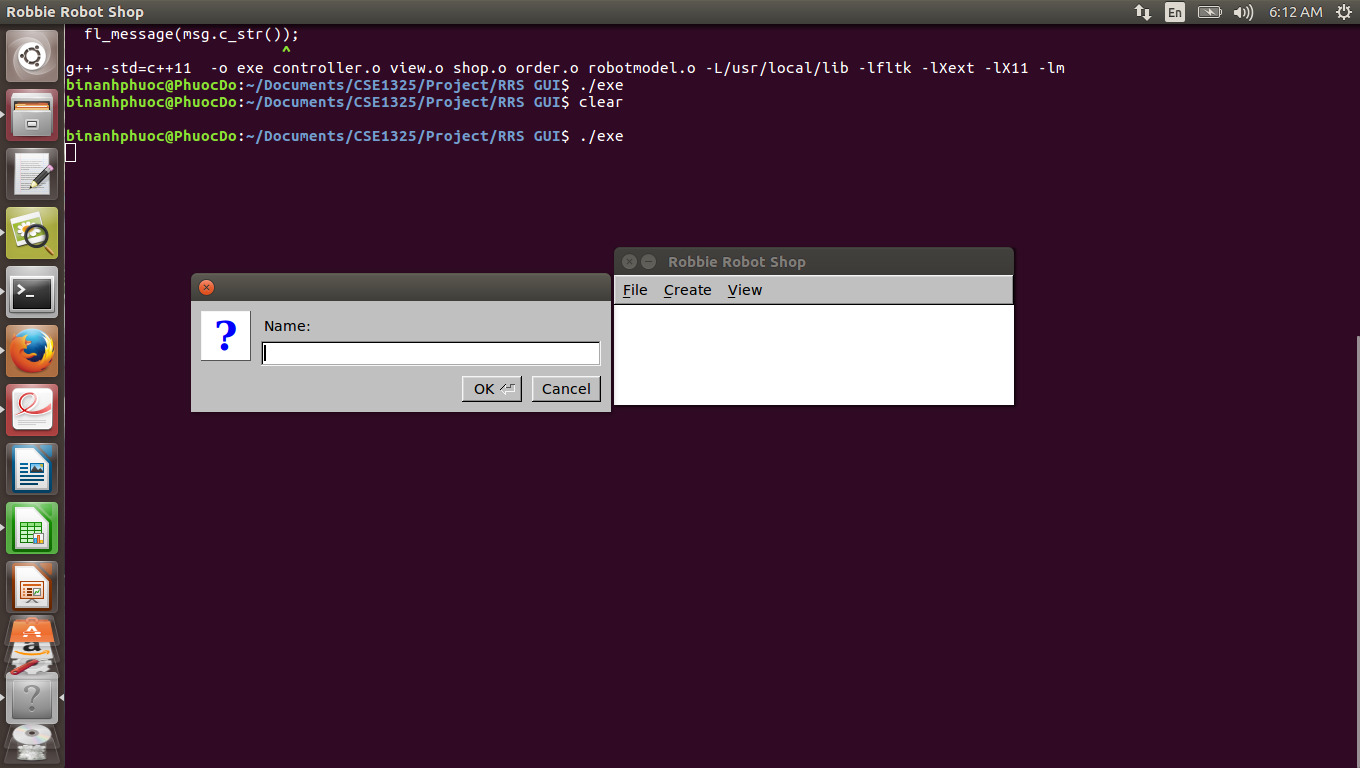 Robbie Robot Shop
En
6:12 AM
fl_message(msg.c_str());
^
g++ -std=c++11  -o exe controller.o view.o shop.o order.o robotmodel.o -L/usr/local/lib -lfltk -lXext -lX11 -lm
binanhphuoc@PhuocDo:~/Documents/CSE1325/Project/RRS GUI$ ./exe
binanhphuoc@PhuocDo:~/Documents/CSE1325/Project/RRS GUI$ clear
binanhphuoc@PhuocDo:~/Documents/CSE1325/Project/RRS GUI$ ./exe
?
Name:
OK
Cancel
Robbie Robot Shop
File Create View
>_
A
a
?